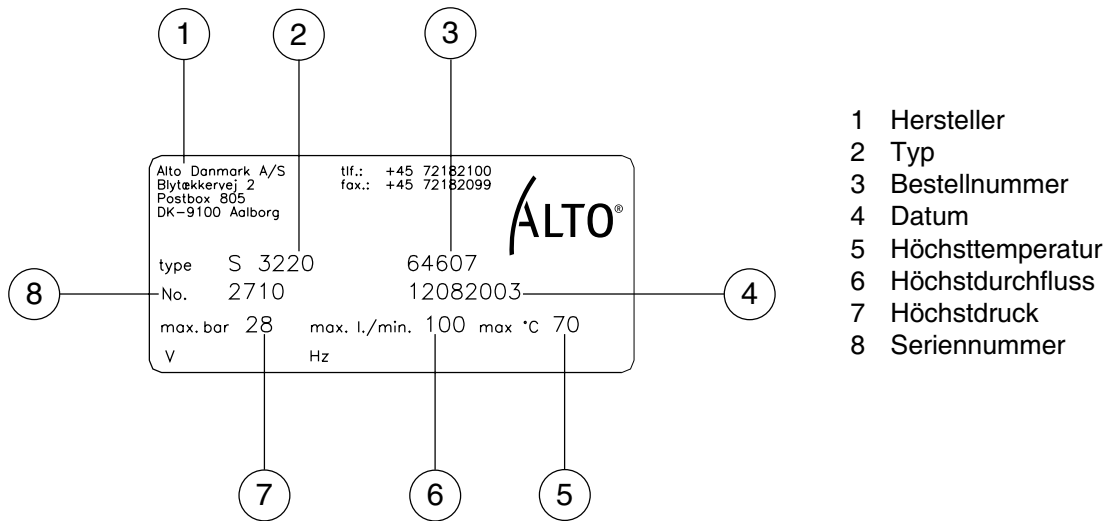 1 2 3
Alto Danmark A/S tlf.: +45 72182100
Blytækkervej 2 fax.: +45 72182099
Postbox 805
DK-9100 Aalborg
ALTO®
type S 3220 64607
8 No. 2710 12082003 4
max. bar 28 max. l./min. 100 max °C 70
V Hz
7 6 5
1 Hersteller
2 Typ
3 Bestellnummer
4 Datum
5 Höchsttemperatur
6 Höchstdurchfluss
7 Höchstdruck
8 Seriennummer